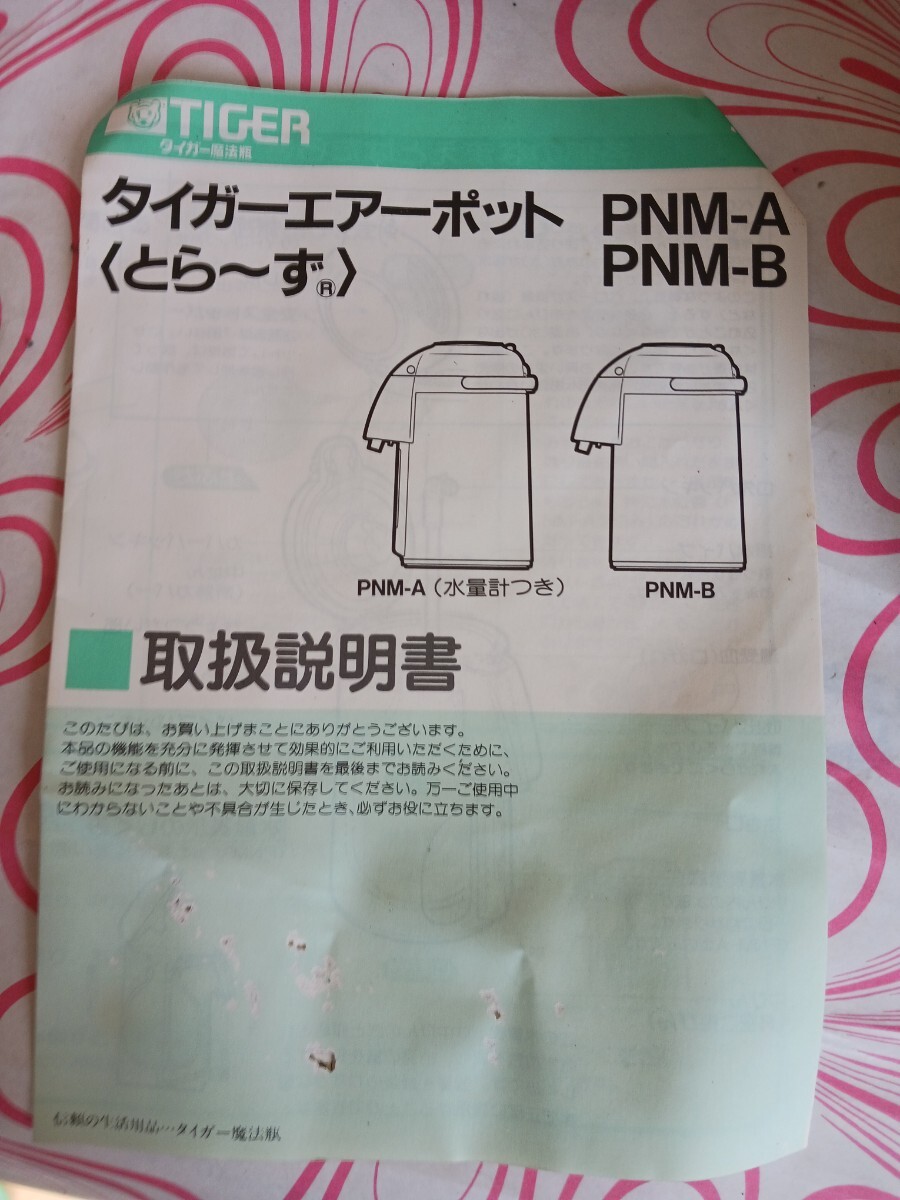 TIGER
タイガー魔法瓶
タイガーエアーポット PNM-A
〈とら〜ず®〉 PNM-B
PNM-A（水量計つき） PNM-B
取扱説明書
このたびは、お買い上げまことにありがとうございます。
本品の機能を充分に発揮させて効果的にご利用いただくために、
ご使用になる前に、この取扱説明書を最後までお読みください。
お読みになったあとは、大切に保存してください。万一ご使用中
にわからないことや不具合が生じたとき、必ずお役に立ちます。
信頼の生活用品…タイガー魔法瓶